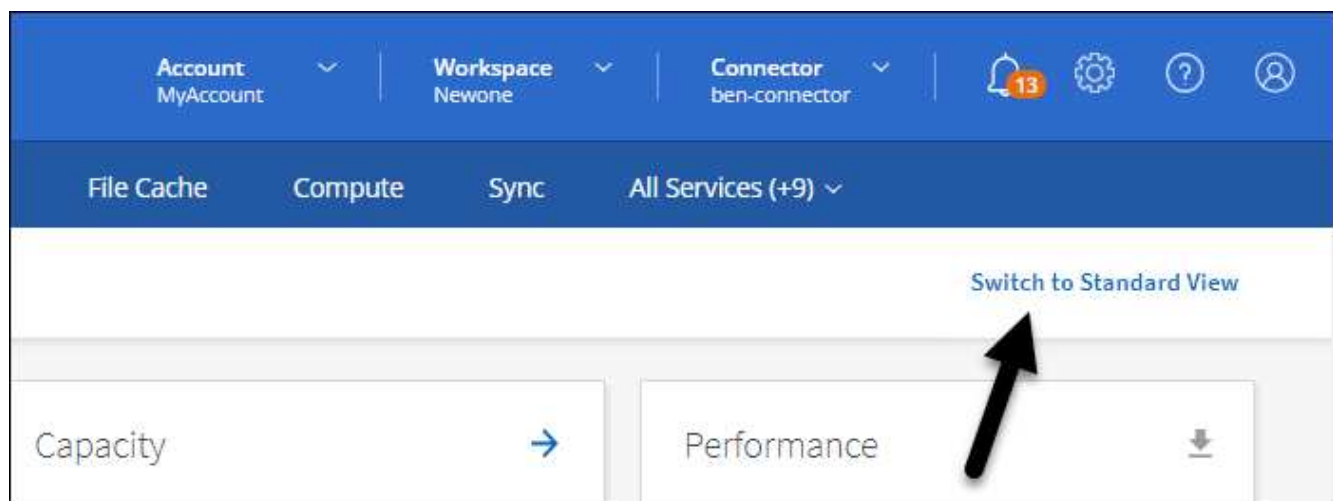 Account
MyAccount
Workspace
Newone
Connector
ben-connector
13
?
File Cache
Compute
Sync
All Services (+9)
Switch to Standard View
Capacity
Performance